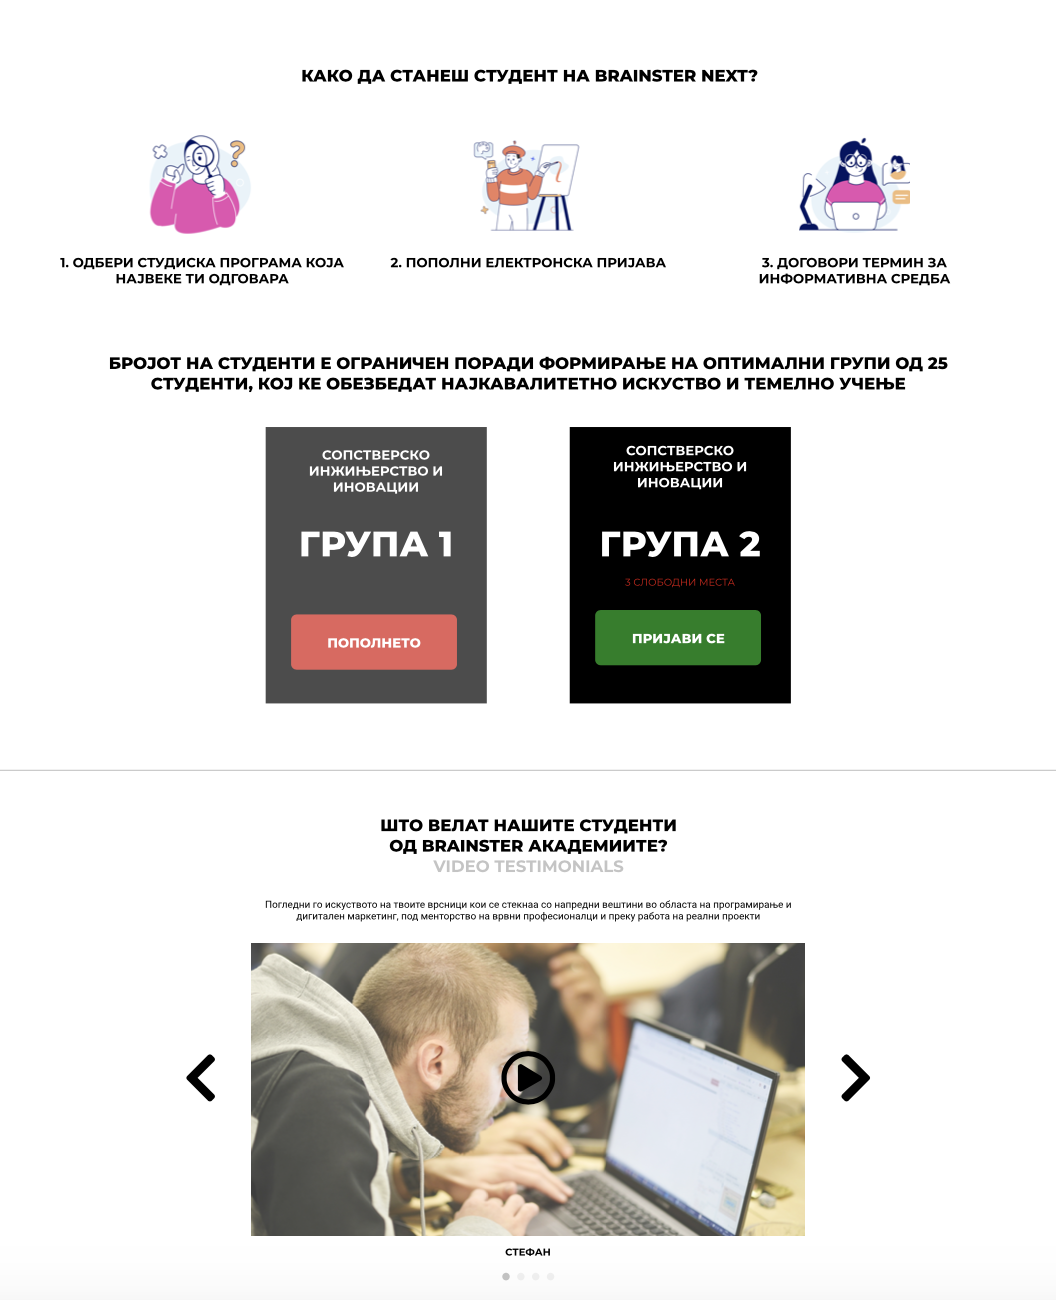 КАКО ДА СТАНЕШ СТУДЕНТ НА BRAINSTER NEXT?
1. ОДБЕРИ СТУДИСКА ПРОГРАМА КОЈА
НАЈВЕКЕ ТИ ОДГОВАРА
2. ПОПОЛНИ ЕЛЕКТРОНСКА ПРИЈАВА
3. ДОГОВОРИ ТЕРМИН ЗА
ИНФОРМАТИВНА СРЕДБА
БРОЈОТ НА СТУДЕНТИ Е ОГРАНИЧЕН ПОРАДИ ФОРМИРАЊЕ НА ОПТИМАЛНИ ГРУПИ ОД 25
СТУДЕНТИ, КОЈ КЕ ОБЕЗБЕДАТ НАЈКАВАЛИТЕТНО ИСКУСТВО И ТЕМЕЛНО УЧЕЊЕ
СОПСТВЕРСКО
ИНЖИЊЕРСТВО И
ИНОВАЦИИ
ГРУПА 1
ПОПОЛНЕТО
СОПСТВЕРСКО
ИНЖИЊЕРСТВО И
ИНОВАЦИИ
ГРУПА 2
3 СЛОБОДНИ МЕСТА
ПРИЈАВИ СЕ
ШТО ВЕЛАТ НАШИТЕ СТУДЕНТИ
ОД BRAINSTER АКАДЕМИИТЕ?
VIDEO TESTIMONIALS
Погледни го искуството на твоите врсници кои се стекнаа со напредни вештини во областа на програмирање и
дигитален маркетинг, под менторство на врвни професионалци и преку работа на реални проекти
СТЕФАН